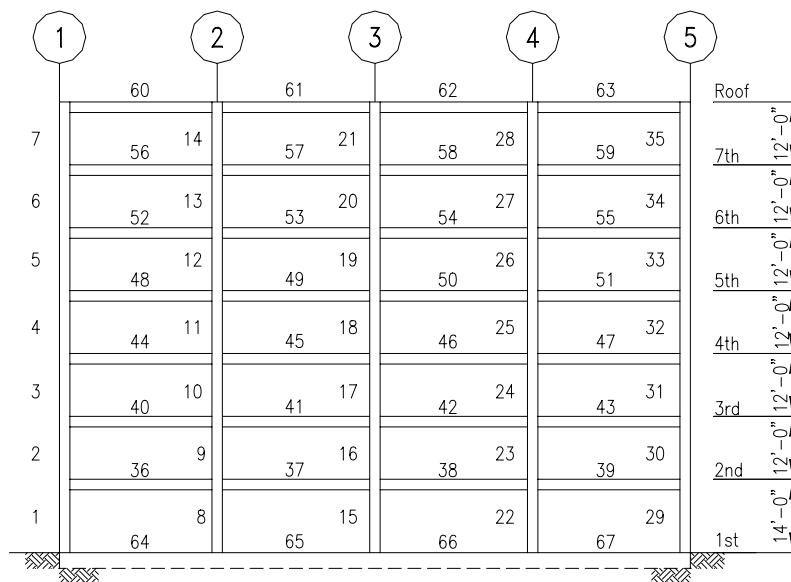 1 2 3 4 5
60 61 62 63 Roof
7 14 21 28 35 12'-0"
56 57 58 59 7th
6 13 20 27 34 12'-0"
52 53 54 55 6th
5 12 19 26 33 12'-0"
48 49 50 51 5th
4 11 18 25 32 12'-0"
44 45 46 47 4th
3 10 17 24 31 12'-0"
40 41 42 43 3rd
2 9 16 23 30 12'-0"
36 37 38 39 2nd
1 8 15 22 29 14'-0"
64 65 66 67 1st